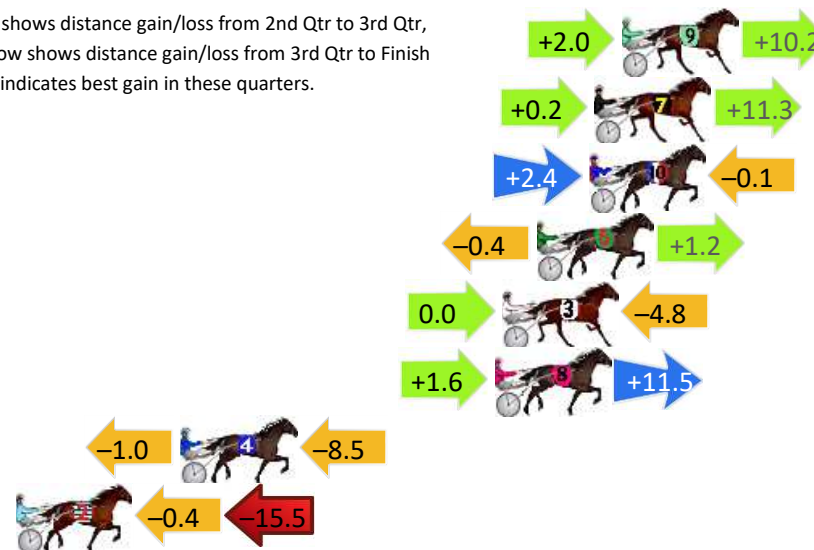 shows distance gain/loss from 2nd Qtr to 3rd Qtr,
ow shows distance gain/loss from 3rd Qtr to Finish
indicates best gain in these quarters.
+2.0 9 +10.2
+0.2 7 +11.3
+2.4 10 –0.1
–0.4 +1.2
0.0 3 –4.8
+1.6 8 +11.5
–1.0 4 –8.5
–0.4 –15.5